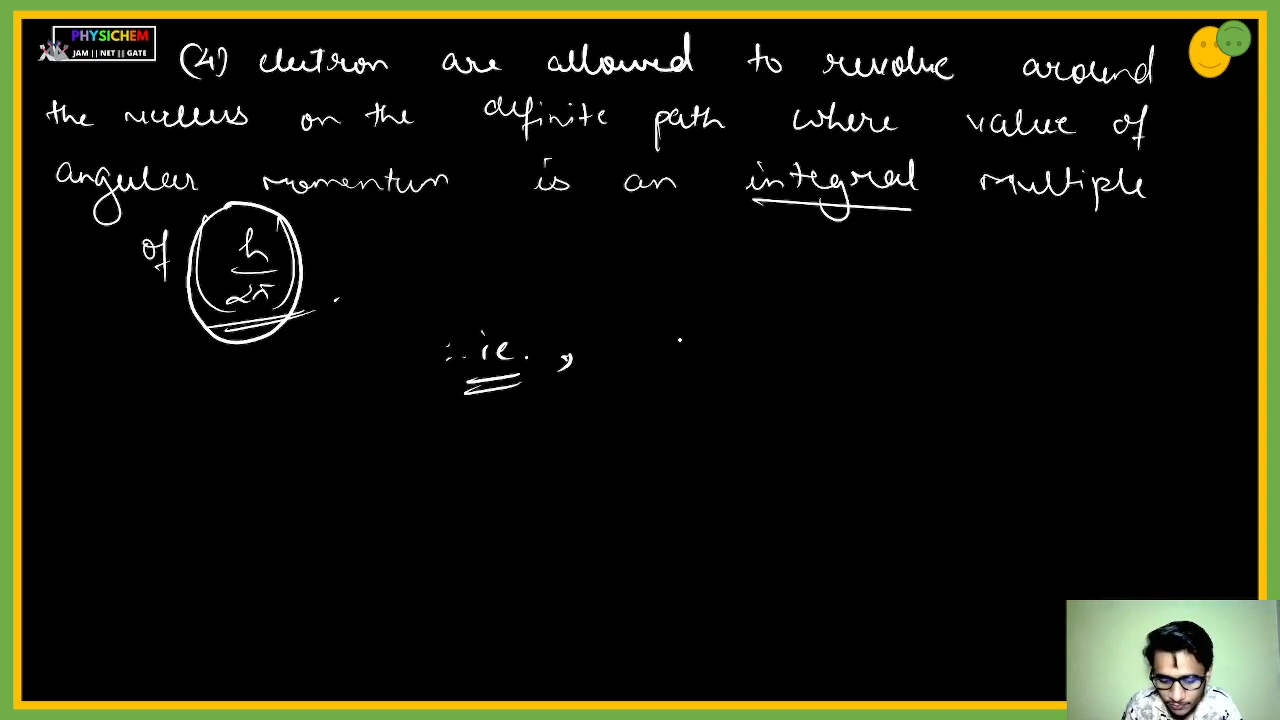 PHYSICHEM
JAM || NET || GATE
(4) electron are allowed to revolve around
the nucleus on the definite path where value of
angular momentum is an integral multiple
of (h/2π).
∴ ie. ,